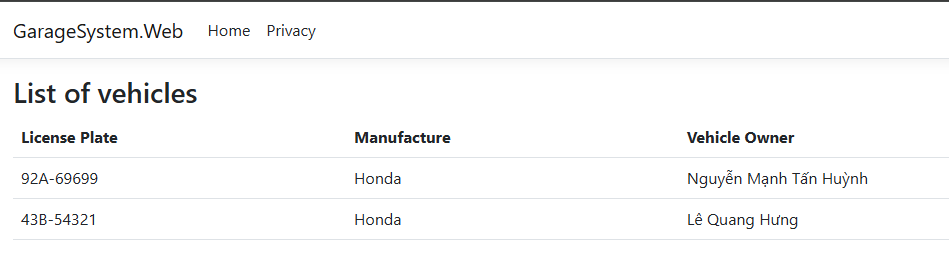 GarageSystem.Web Home Privacy
List of vehicles
License Plate Manufacture Vehicle Owner
92A-69699 Honda Nguyễn Mạnh Tấn Huỳnh
43B-54321 Honda Lê Quang Hưng